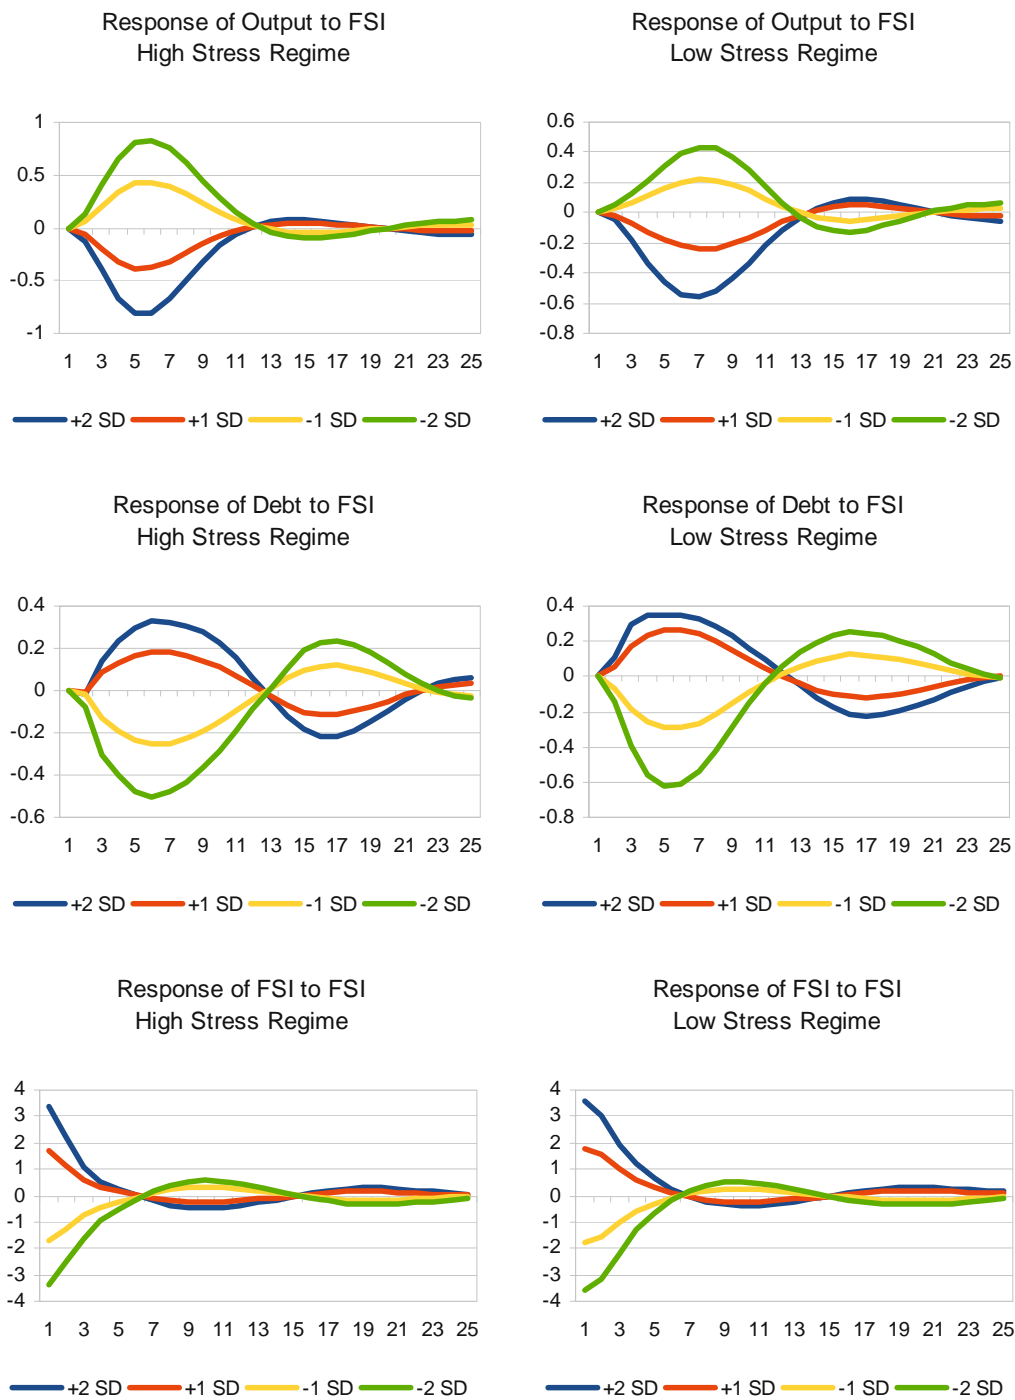 Response of Output to FSI
High Stress Regime
1
0.5
0
-0.5
-1
1 3 5 7 9 11 13 15 17 19 21 23 25
+2 SD +1 SD -1 SD -2 SD
Response of Output to FSI
Low Stress Regime
0.6
0.4
0.2
0
-0.2
-0.4
-0.6
-0.8
1 3 5 7 9 11 13 15 17 19 21 23 25
+2 SD +1 SD -1 SD -2 SD
Response of Debt to FSI
High Stress Regime
0.4
0.2
0
-0.2
-0.4
-0.6
1 3 5 7 9 11 13 15 17 19 21 23 25
+2 SD +1 SD -1 SD -2 SD
Response of Debt to FSI
Low Stress Regime
0.4
0.2
0
-0.2
-0.4
-0.6
-0.8
1 3 5 7 9 11 13 15 17 19 21 23 25
+2 SD +1 SD -1 SD -2 SD
Response of FSI to FSI
High Stress Regime
4
3
2
1
0
-1
-2
-3
-4
1 3 5 7 9 11 13 15 17 19 21 23 25
+2 SD +1 SD -1 SD -2 SD
Response of FSI to FSI
Low Stress Regime
4
3
2
1
0
-1
-2
-3
-4
1 3 5 7 9 11 13 15 17 19 21 23 25
+2 SD +1 SD -1 SD -2 SD